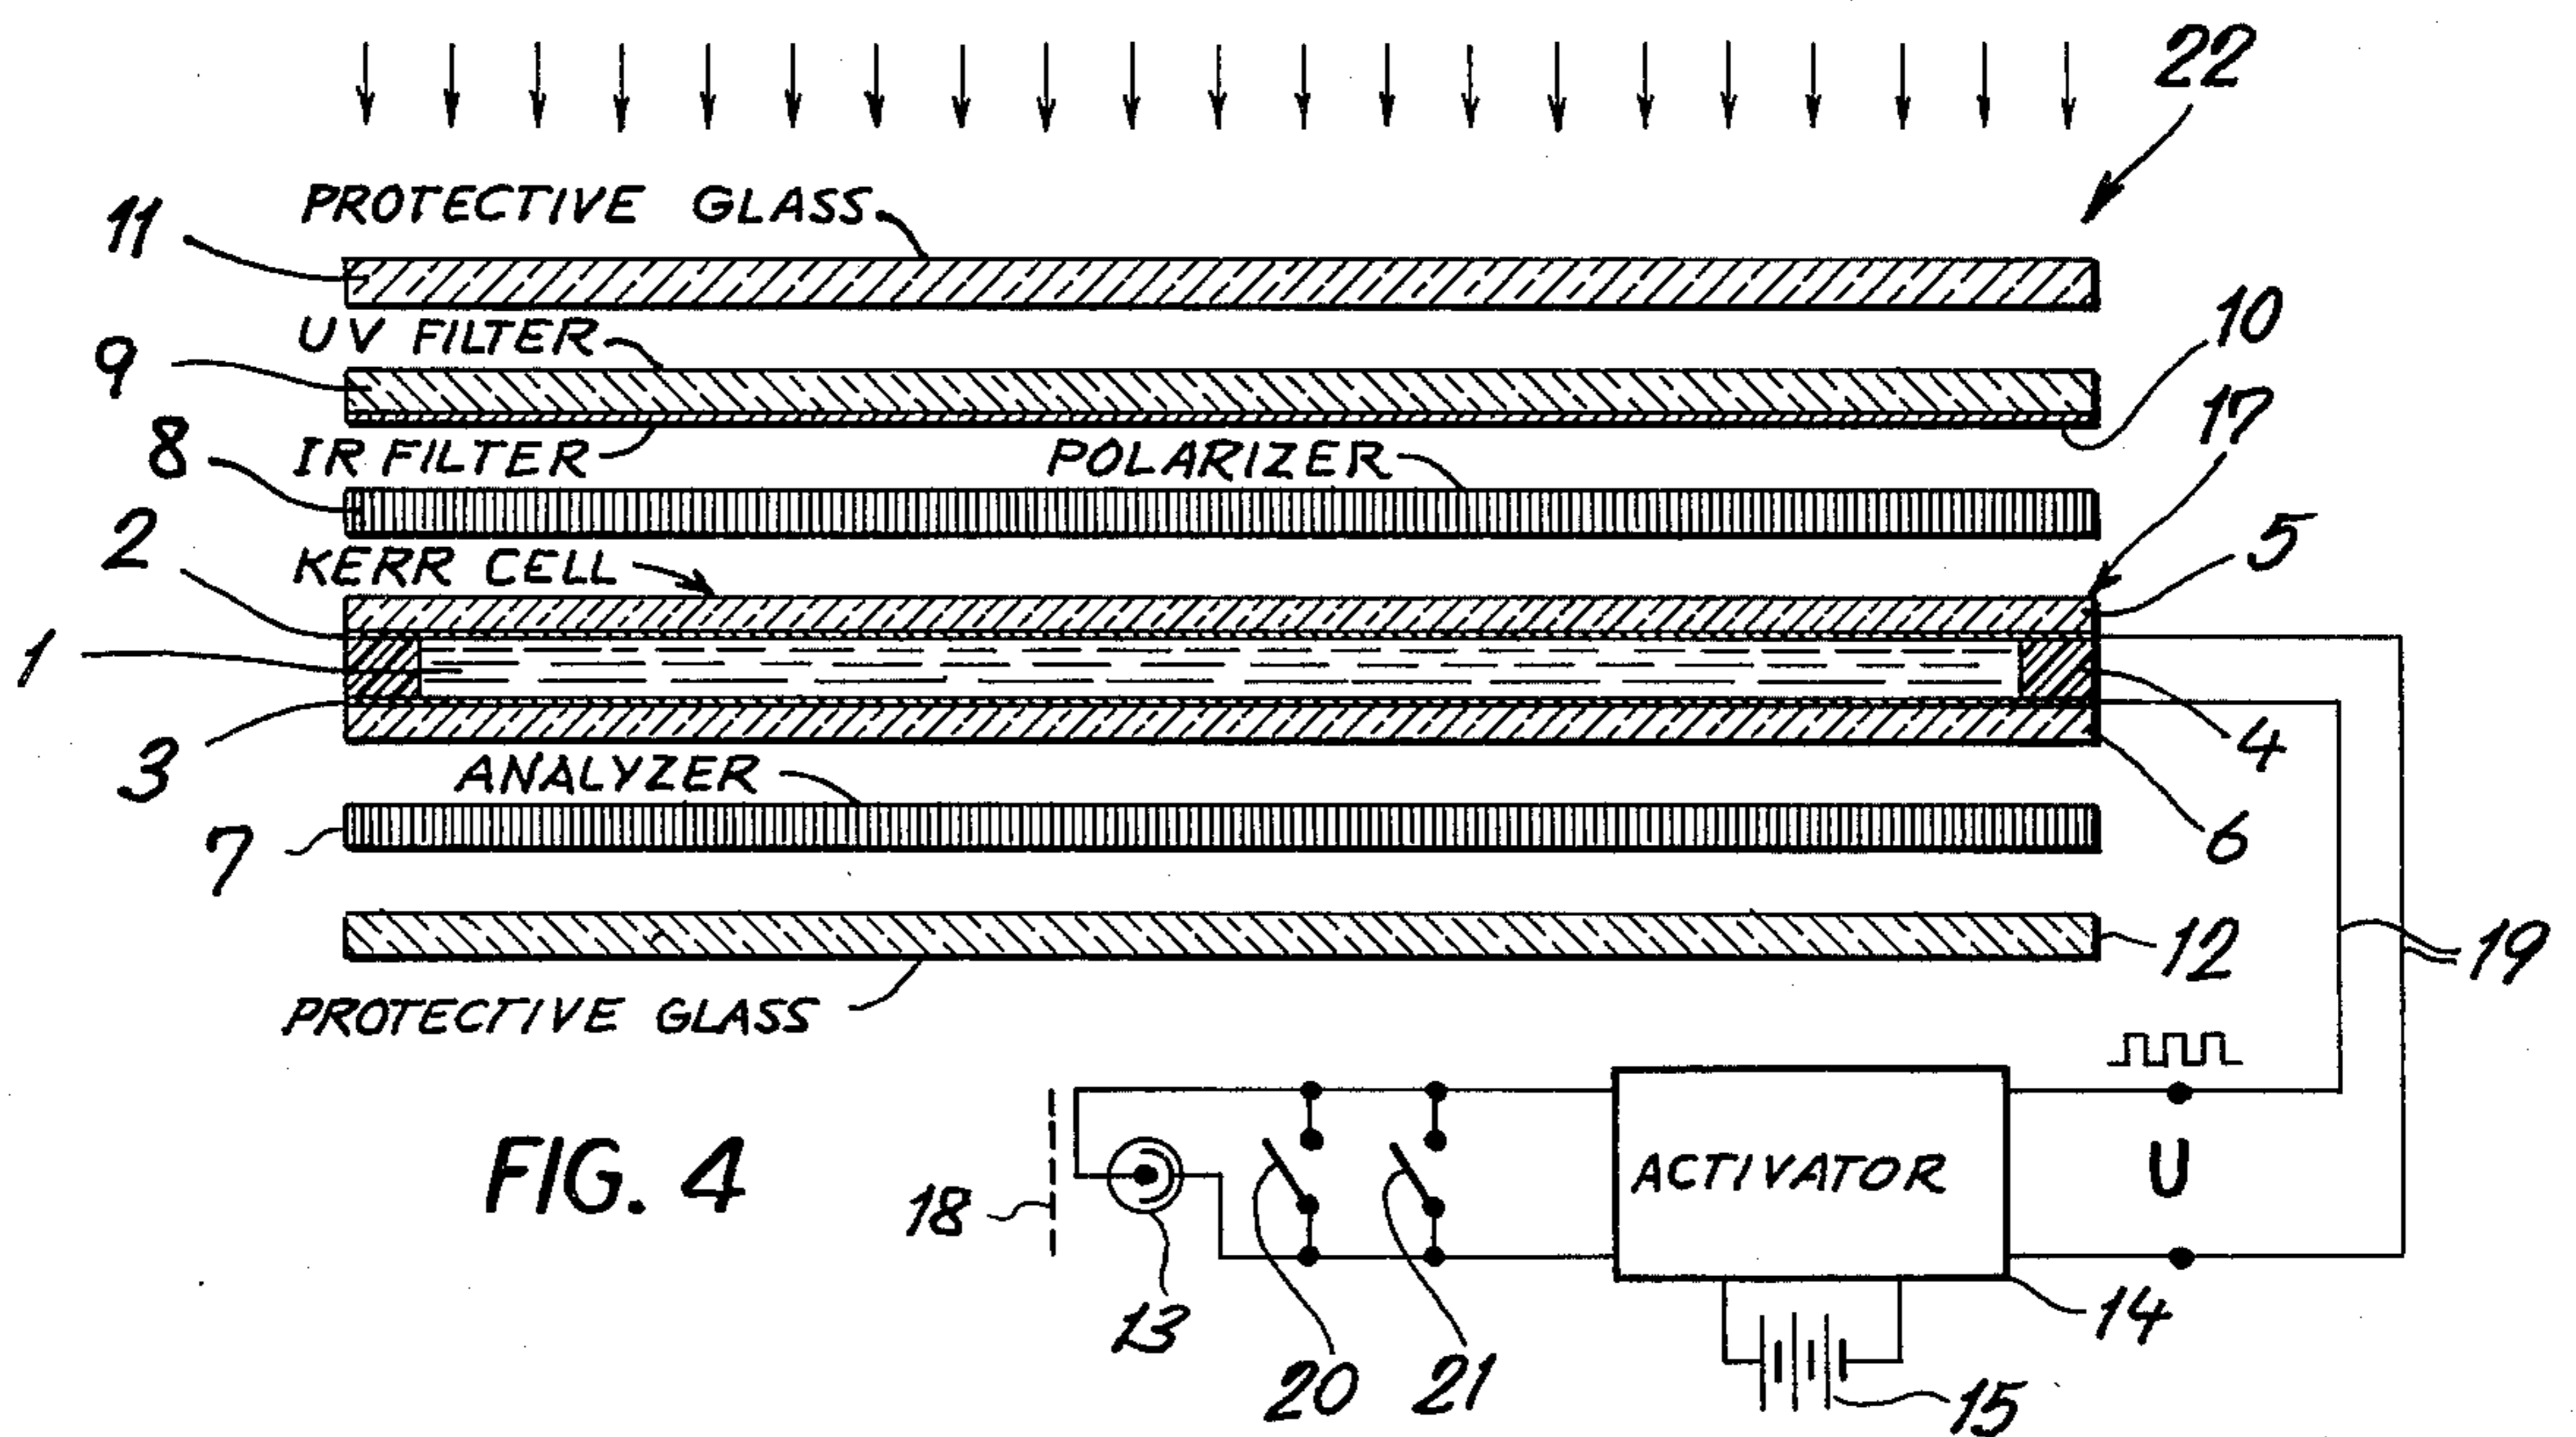 22
PROTECTIVE GLASS
11
UV FILTER
10
9
17
IR FILTER
POLARIZER
8
2
5
KERR CELL
1
4
3
ANALYZER
6
7
12
19
PROTECTIVE GLASS
FIG. 4
18
ACTIVATOR
U
13
14
20
21
15